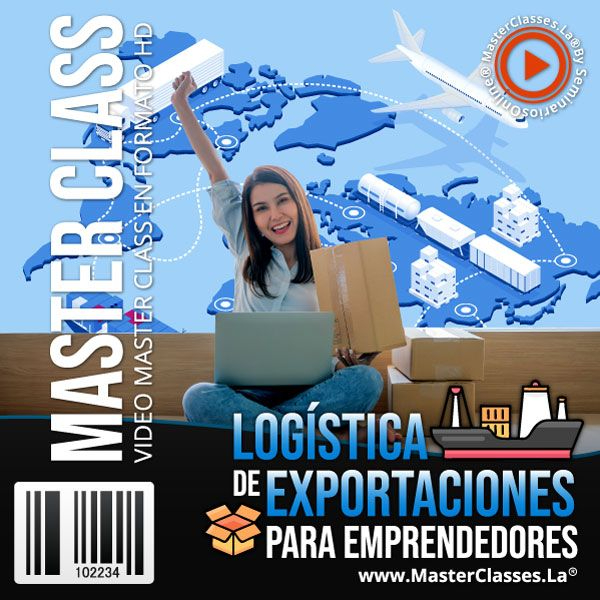 MASTER CLASS
VIDEO MASTER CLASS EN FORMATO HD
MasterClasses.La®By SeminariosOnline®
LOGÍSTICA
DE EXPORTACIONES
PARA EMPRENDEDORES
www.MasterClasses.La®
102234